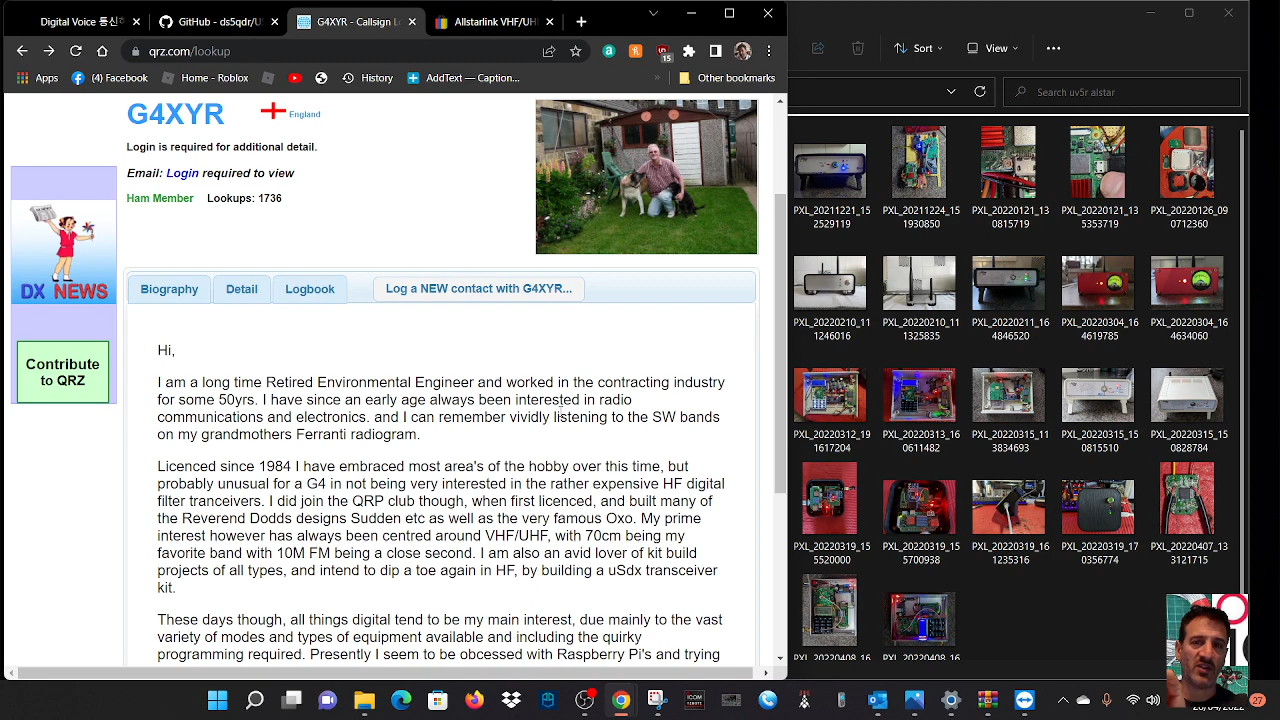 Digital Voice 통신
GitHub - ds5qdr/U
G4XYR - Callsign L
Allstarlink VHF/UH
qrz.com/lookup
15
Apps
(4) Facebook
Home - Roblox
History
AddText — Caption...
Other bookmarks
Sort
View
Search uv5r alstar
G4XYR
England
Login is required for additional detail.
Email: Login required to view
Ham Member Lookups: 1736
DX NEWS
Contribute
to QRZ
Biography
Detail
Logbook
Log a NEW contact with G4XYR...
Hi,
I am a long time Retired Environmental Engineer and worked in the contracting industry
for some 50yrs. I have since an early age always been interested in radio
communications and electronics. and I can remember vividly listening to the SW bands
on my grandmothers Ferranti radiogram.
Licenced since 1984 I have embraced most area's of the hobby over this time, but
probably unusual for a G4 in not being very interested in the rather expensive HF digital
filter tranceivers. I did join the QRP club though, when first licenced, and built many of
the Reverend Dodds designs Sudden etc as well as the very famous Oxo. My prime
interest however has always been centred around VHF/UHF, with 70cm being my
favorite band with 10M FM being a close second. I am also an avid lover of kit build
projects of all types, and intend to dip a toe again in HF, by building a uSdx transceiver
kit.
These days though, all things digital tend to be my main interest, due mainly to the vast
variety of modes and types of equipment available and including the quirky
programming required. Presently I seem to be obcessed with Raspberry Pi's and trying
PXL_20211221_15
2529119
PXL_20211224_15
1930850
PXL_20220121_13
0815719
PXL_20220121_13
5353719
PXL_20220126_09
0712360
PXL_20220210_11
1246016
PXL_20220210_11
1325835
PXL_20220211_16
4846520
PXL_20220304_16
4619785
PXL_20220304_16
4634060
PXL_20220312_19
1617204
PXL_20220313_16
0611482
PXL_20220315_11
3834693
PXL_20220315_15
0815510
PXL_20220315_15
0828784
PXL_20220319_15
5520000
PXL_20220319_15
5700938
PXL_20220319_16
1235316
PXL_20220319_17
0356774
PXL_20220407_13
3121715
PXL_20220408_16
PXL_20220408_16
27